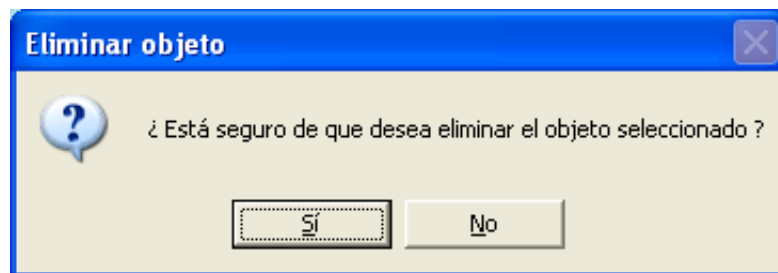 Eliminar objeto
¿ Está seguro de que desea eliminar el objeto seleccionado ?
Sí
No